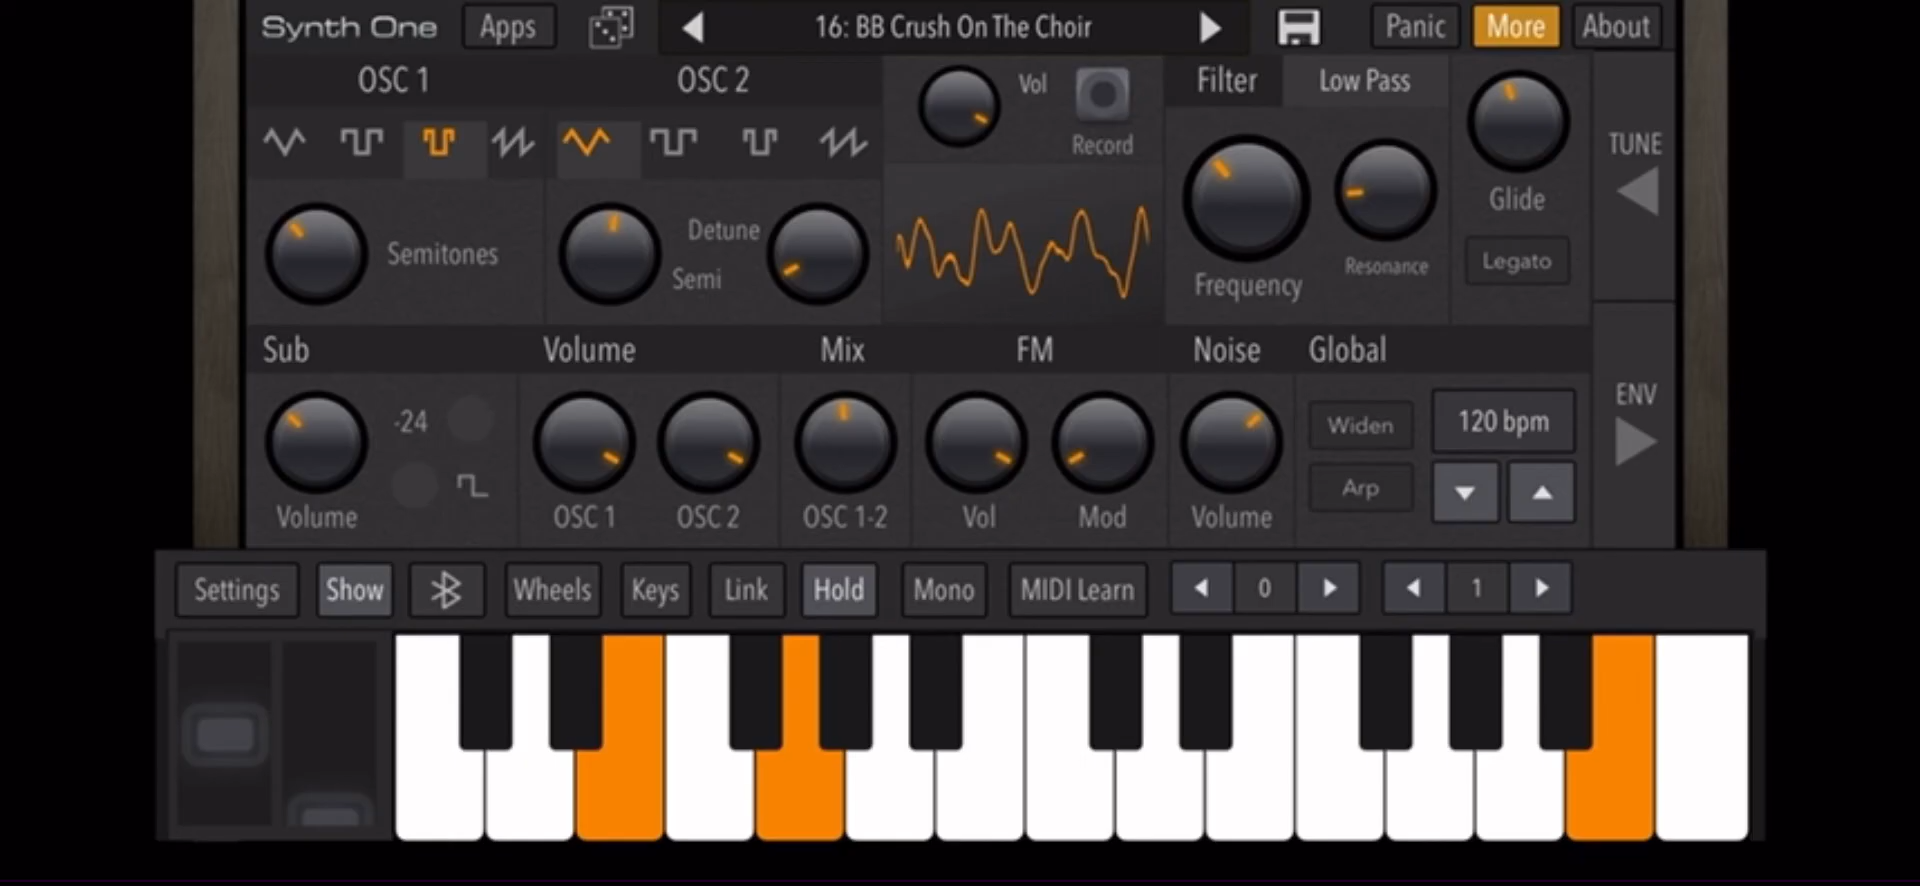 Synth One Apps 16: BB Crush On The Choir Panic More About
OSC 1 OSC 2 Vol Filter Low Pass
Record TUNE
Semitones Detune Glide
Semi Frequency Resonance Legato
Sub Volume Mix FM Noise Global
ENV
-24 Widen 120 bpm
Arp
Volume OSC 1 OSC 2 OSC 1-2 Vol Mod Volume
Settings Show Wheels Keys Link Hold Mono MIDI Learn 0 1